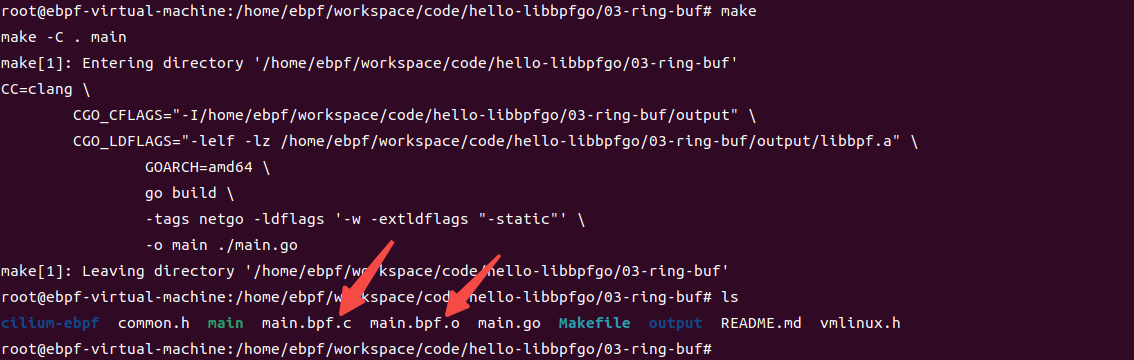 root@ebpf-virtual-machine:/home/ebpf/workspace/code/hello-libbpfgo/03-ring-buf# make
make -C . main
make[1]: Entering directory '/home/ebpf/workspace/code/hello-libbpfgo/03-ring-buf'
CC=clang \
CGO_CFLAGS="-I/home/ebpf/workspace/code/hello-libbpfgo/03-ring-buf/output" \
CGO_LDFLAGS="-lelf -lz /home/ebpf/workspace/code/hello-libbpfgo/03-ring-buf/output/libbpf.a" \
GOARCH=amd64 \
go build \
-tags netgo -ldflags '-w -extldflags "-static"' \
-o main ./main.go
make[1]: Leaving directory '/home/ebpf/workspace/code/hello-libbpfgo/03-ring-buf'
root@ebpf-virtual-machine:/home/ebpf/workspace/code/hello-libbpfgo/03-ring-buf# ls
cilium-ebpf common.h main main.bpf.c main.bpf.o main.go Makefile output README.md vmlinux.h
root@ebpf-virtual-machine:/home/ebpf/workspace/code/hello-libbpfgo/03-ring-buf#